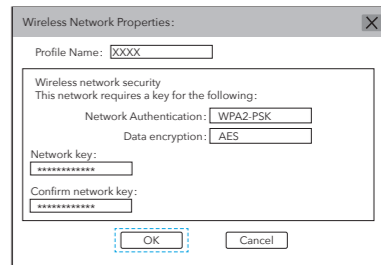 Wireless Network Properties:
Profile Name: XXXX
Wireless network security
This network requires a key for the following:
Network Authentication: WPA2-PSK
Data encryption: AES
Network key:
************
Confirm network key:
************
OK Cancel